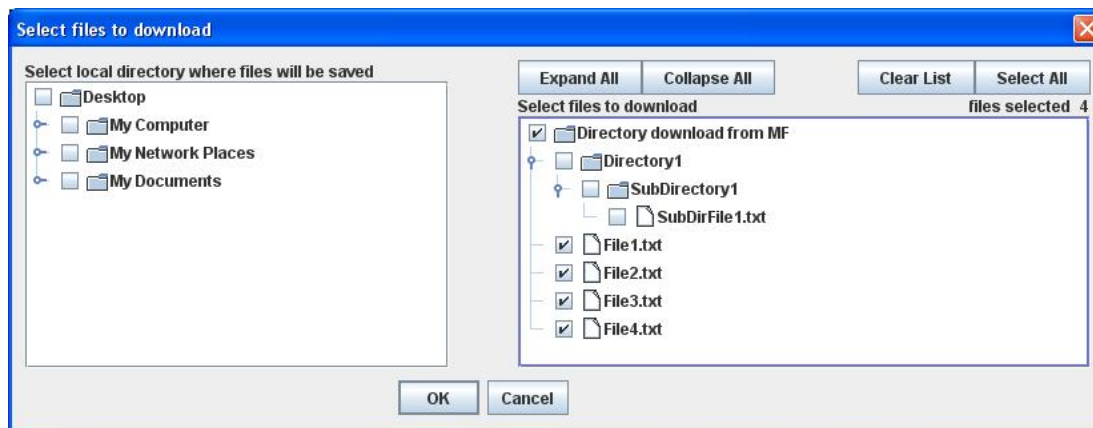 Select files to download
Select local directory where files will be saved
Desktop
My Computer
My Network Places
My Documents
Expand All
Collapse All
Clear List
Select All
Select files to download
files selected 4
Directory download from MF
Directory1
SubDirectory1
SubDirFile1.txt
File1.txt
File2.txt
File3.txt
File4.txt
OK
Cancel